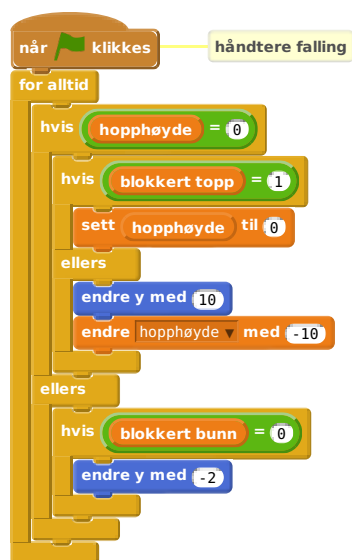 når klikkes håndtere falling
for alltid
hvis hopphøyde = 0
hvis blokkert topp = 1
sett hopphøyde til 0
ellers
endre y med 10
endre hopphøyde ▼ med -10
ellers
hvis blokkert bunn = 0
endre y med -2